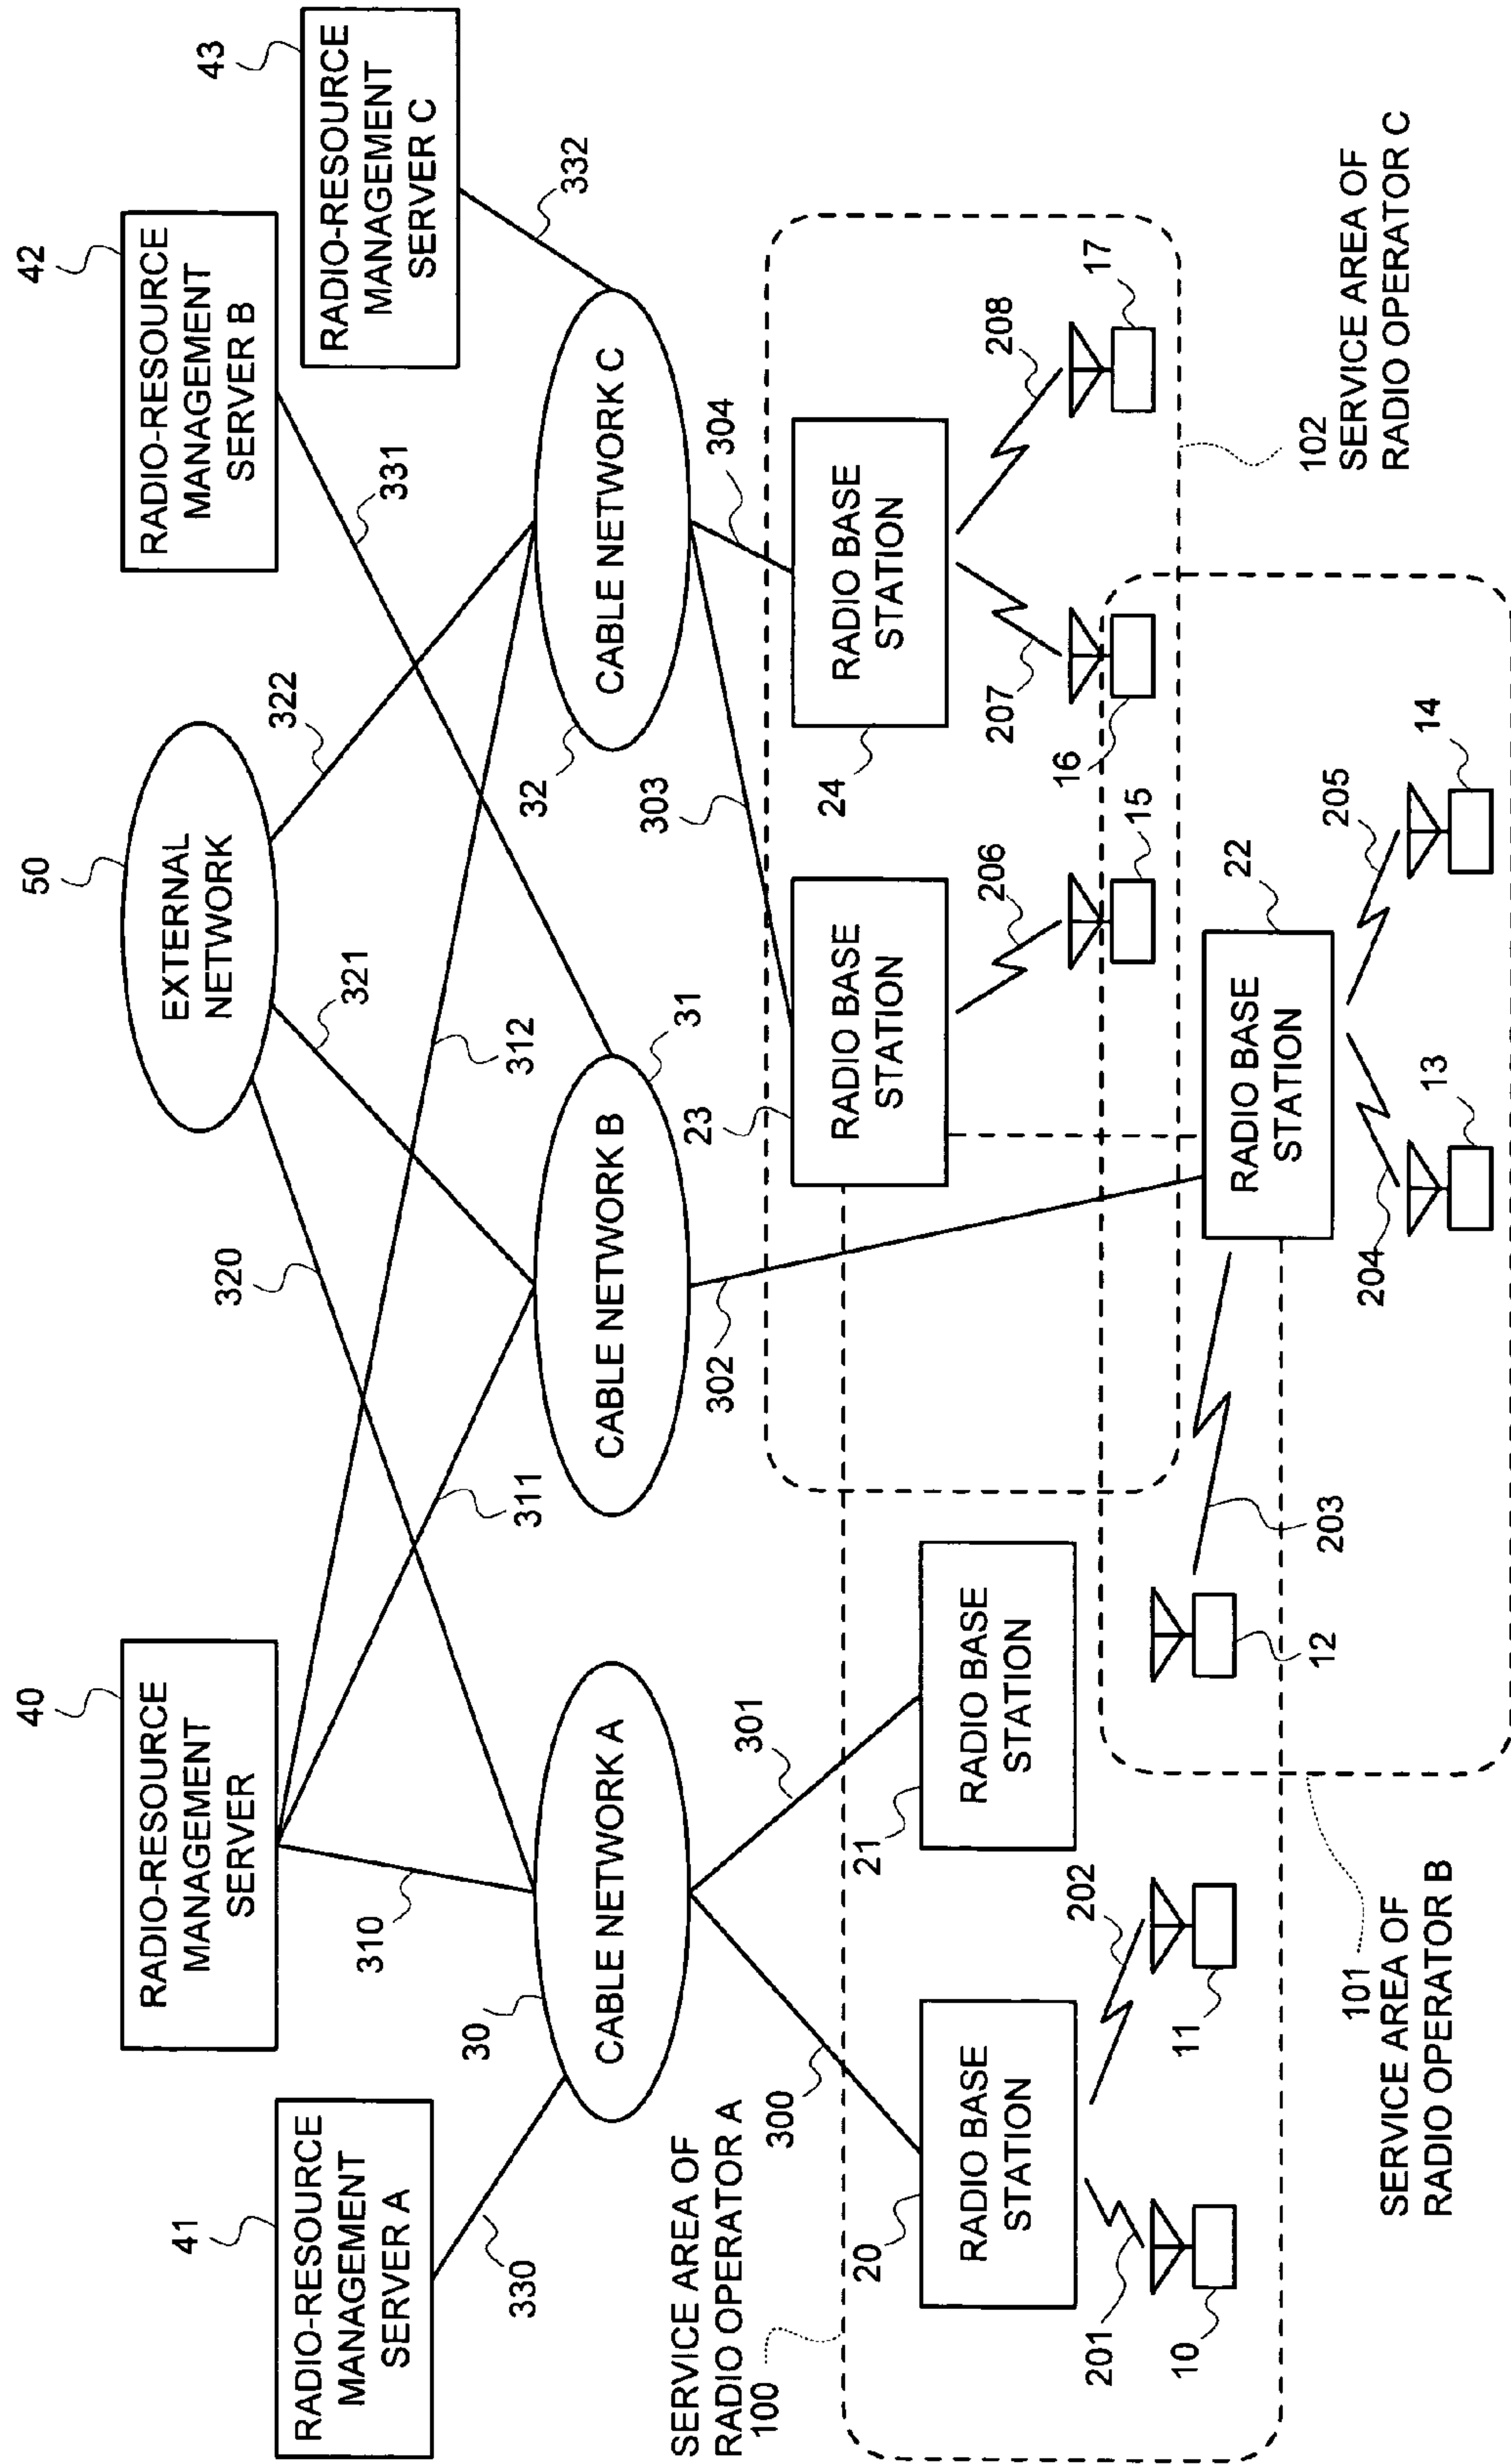 40
RADIO-RESOURCE
MANAGEMENT
SERVER
50
EXTERNAL
NETWORK
42
RADIO-RESOURCE
MANAGEMENT
SERVER B
41
RADIO-RESOURCE
MANAGEMENT
SERVER A
43
RADIO-RESOURCE
MANAGEMENT
SERVER C
330
310
311
320
312
321
322
331
332
30
CABLE NETWORK A
CABLE NETWORK B
31
32
CABLE NETWORK C
SERVICE AREA OF
RADIO OPERATOR A
100
300
301
302
303
304
23
RADIO BASE
STATION
24
RADIO BASE
STATION
20
RADIO BASE
STATION
21
RADIO BASE
STATION
206
207
208
201
202
10
11
12
15
16
17
203
22
RADIO BASE
STATION
102
SERVICE AREA OF
RADIO OPERATOR C
101
SERVICE AREA OF
RADIO OPERATOR B
204
205
13
14